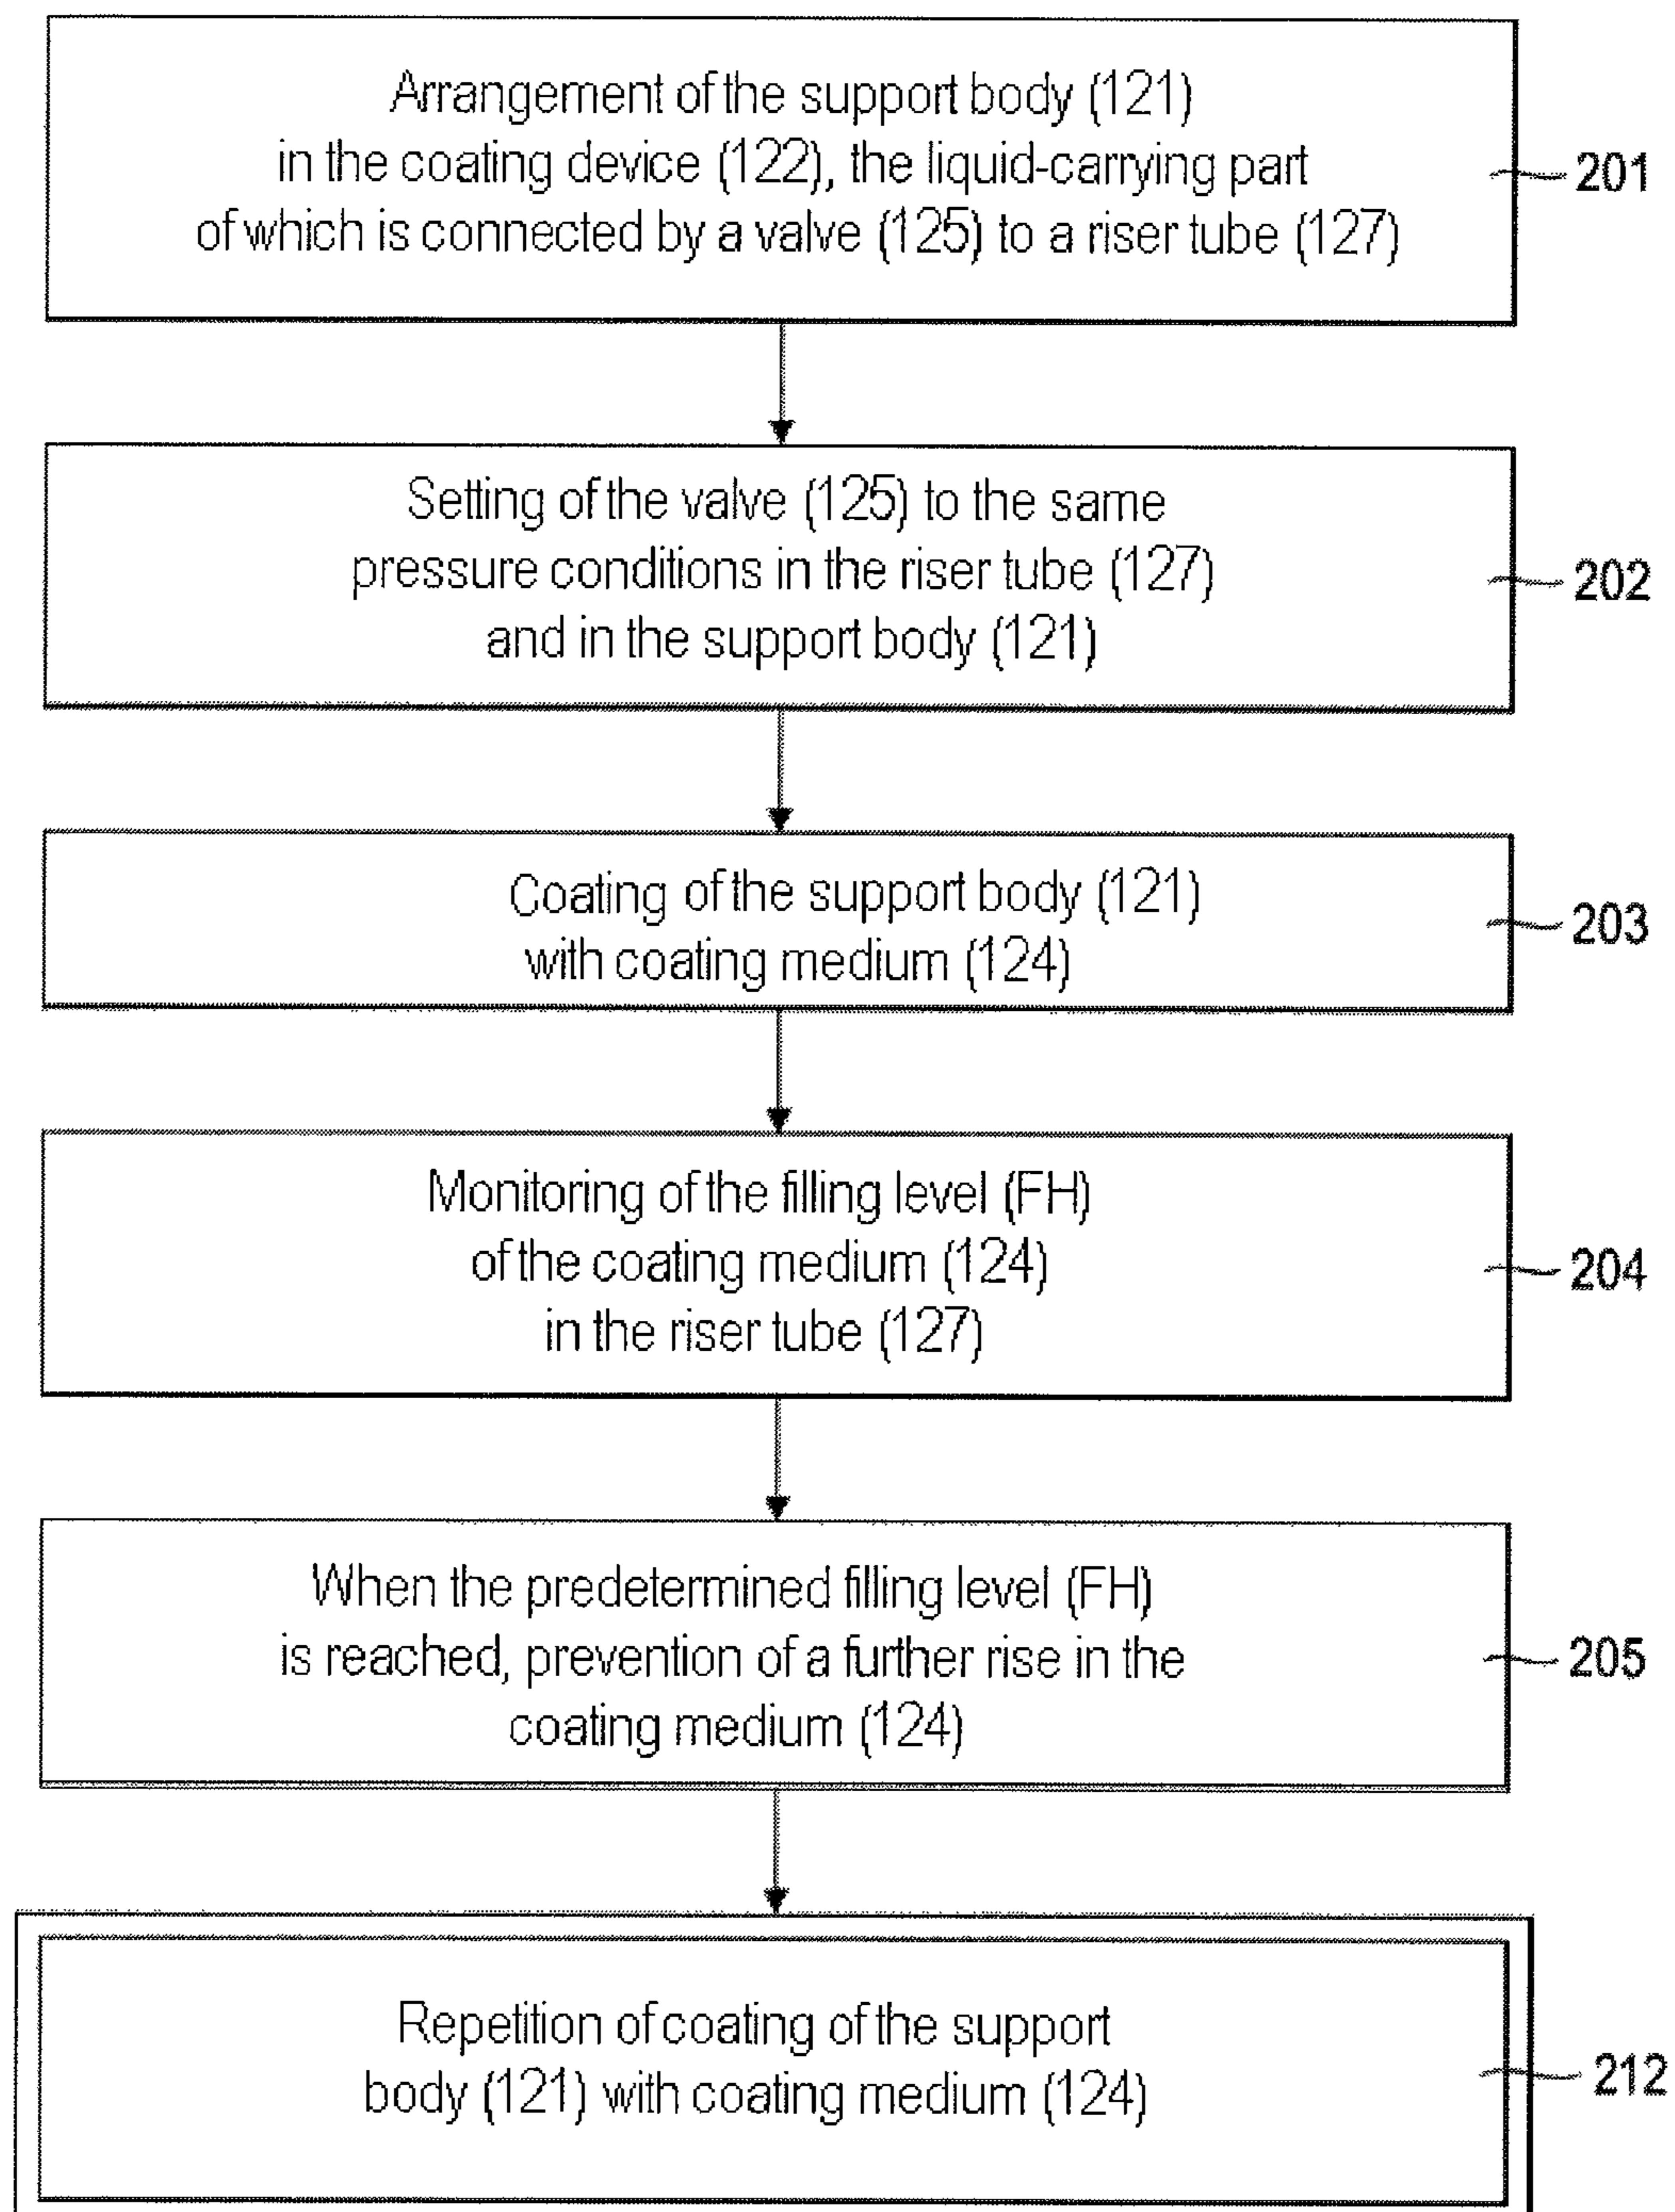 Arrangement of the support body (121)
in the coating device (122), the liquid-carrying part
of which is connected by a valve (125) to a riser tube (127)
201
Setting of the valve (125) to the same
pressure conditions in the riser tube (127)
and in the support body (121)
202
Coating of the support body (121)
with coating medium (124)
203
Monitoring of the filling level (FH)
of the coating medium (124)
in the riser tube (127)
204
When the predetermined filling level (FH)
is reached, prevention of a further rise in the
coating medium (124)
205
Repetition of coating of the support
body (121) with coating medium (124)
212